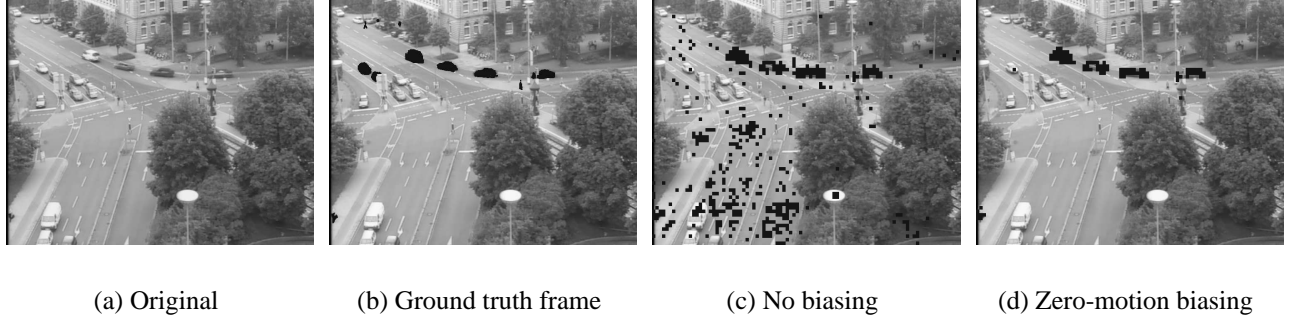 (a) Original
(b) Ground truth frame
(c) No biasing
(d) Zero-motion biasing